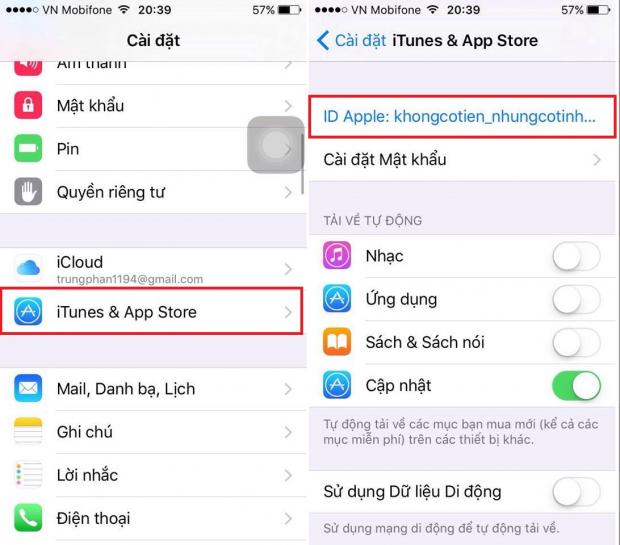 VN Mobifone 20:39 57%
Cài đặt
Âm thanh
Mật khẩu
Pin
Quyền riêng tư
iCloud
trungphan1194@gmail.com
iTunes & App Store
Mail, Danh bạ, Lịch
Ghi chú
Lời nhắc
Điện thoại
VN Mobifone 20:39 57%
Cài đặt iTunes & App Store
ID Apple: khongcotien_nhungcotinh...
Cài đặt Mật khẩu
TẢI VỀ TỰ ĐỘNG
Nhạc
Ứng dụng
Sách & Sách nói
Cập nhật
Tự động tải về các mục bạn mua mới (kể cả các
mục miễn phí) trên các thiết bị khác.
Sử dụng Dữ liệu Di động
Sử dụng mạng di động để tự động tải về.